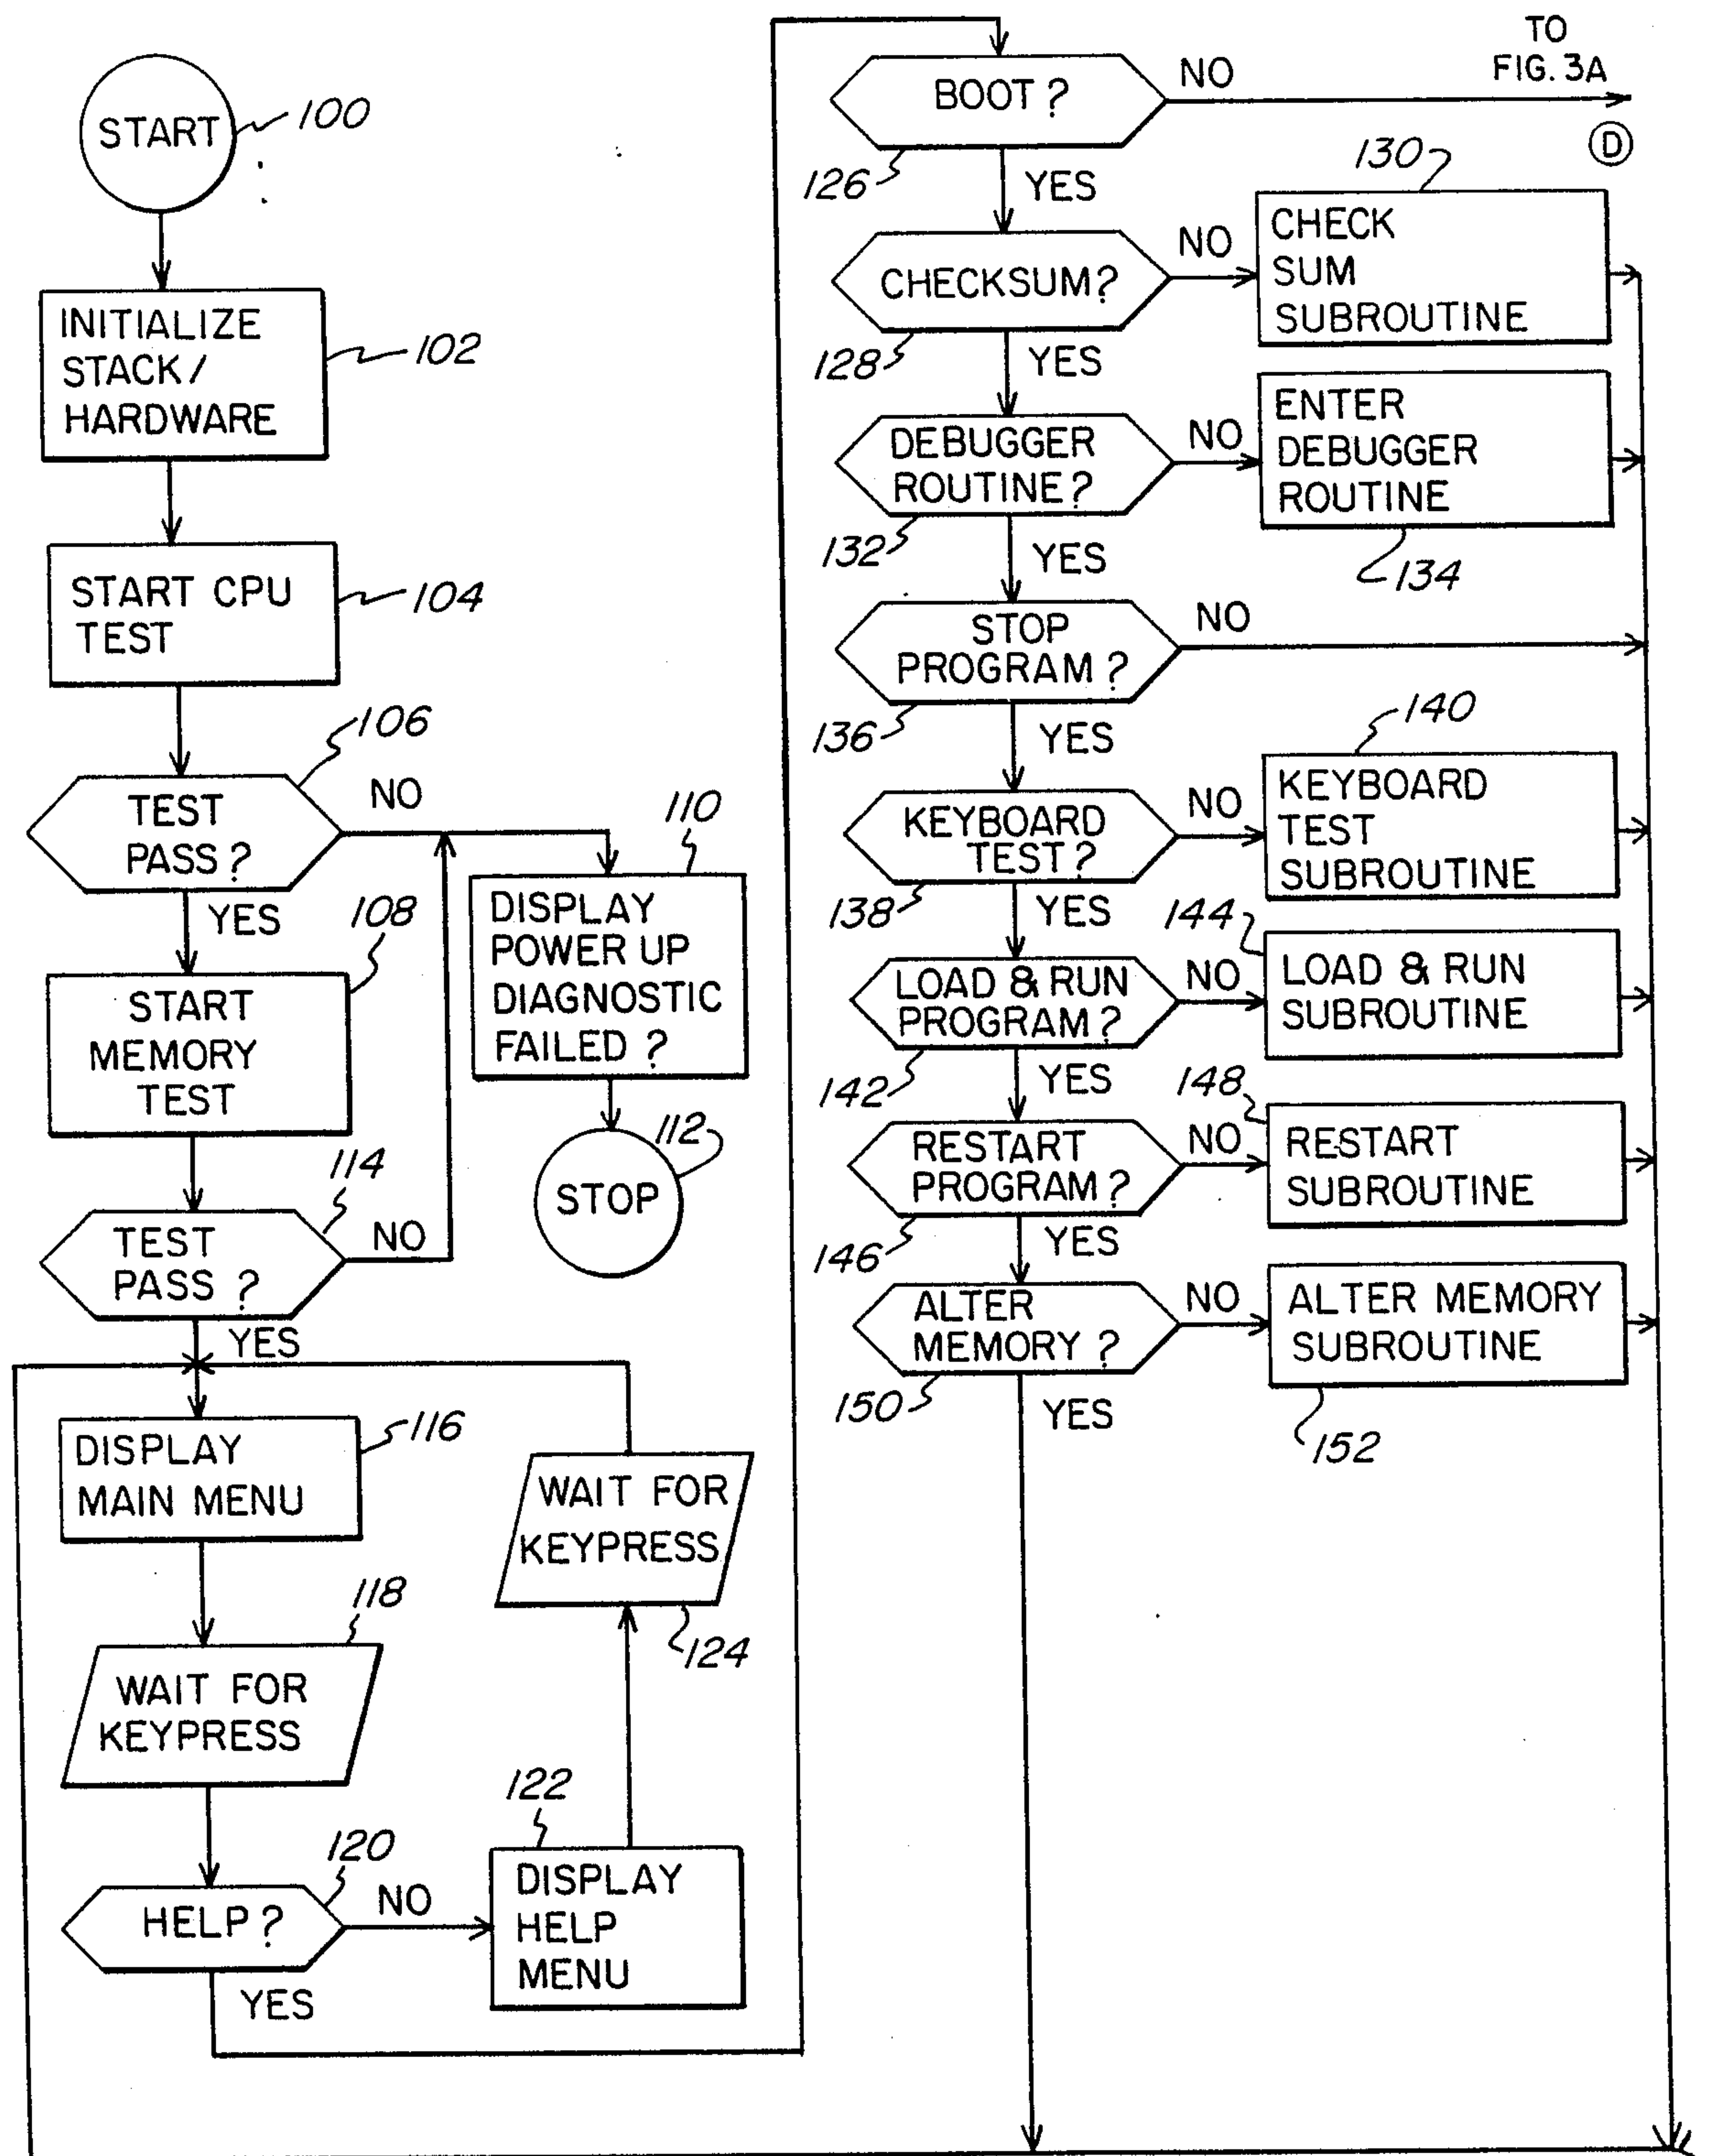 START
100
INITIALIZE
STACK/
HARDWARE
102
START CPU
TEST
104
106
TEST
PASS?
NO
YES
108
START
MEMORY
TEST
110
DISPLAY
POWER UP
DIAGNOSTIC
FAILED ?
112
STOP
114
TEST
PASS ?
NO
YES
116
DISPLAY
MAIN MENU
118
WAIT FOR
KEYPRESS
120
HELP?
NO
YES
122
DISPLAY
HELP
MENU
WAIT FOR
KEYPRESS
124
TO
FIG. 3A
D
BOOT ?
NO
126
YES
CHECKSUM?
NO
128
YES
130
CHECK
SUM
SUBROUTINE
DEBUGGER
ROUTINE?
NO
132
YES
ENTER
DEBUGGER
ROUTINE
134
STOP
PROGRAM ?
NO
136
YES
KEYBOARD
TEST?
NO
138
YES
140
KEYBOARD
TEST
SUBROUTINE
LOAD & RUN
PROGRAM ?
NO
142
YES
144
LOAD & RUN
SUBROUTINE
RESTART
PROGRAM ?
NO
146
YES
148
RESTART
SUBROUTINE
ALTER
MEMORY ?
NO
150
YES
ALTER MEMORY
SUBROUTINE
152